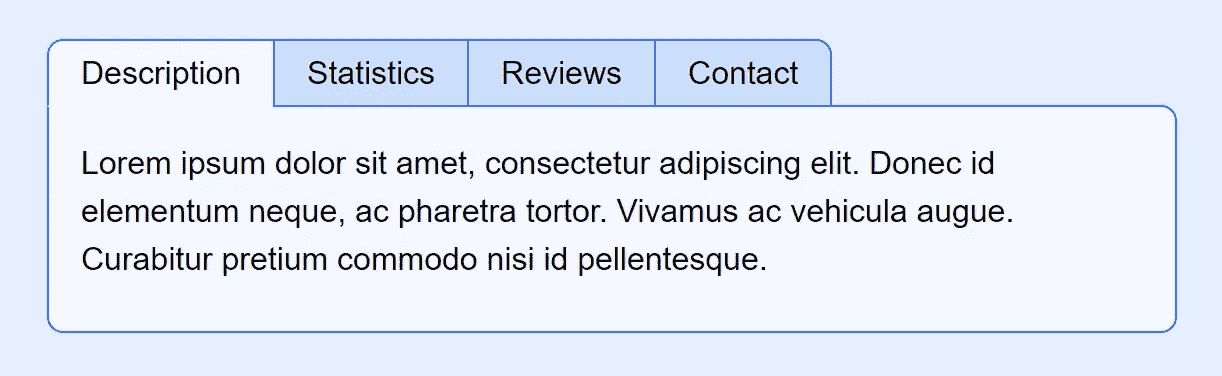 Description Statistics Reviews Contact
Lorem ipsum dolor sit amet, consectetur adipiscing elit. Donec id
elementum neque, ac pharetra tortor. Vivamus ac vehicula augue.
Curabitur pretium commodo nisi id pellentesque.